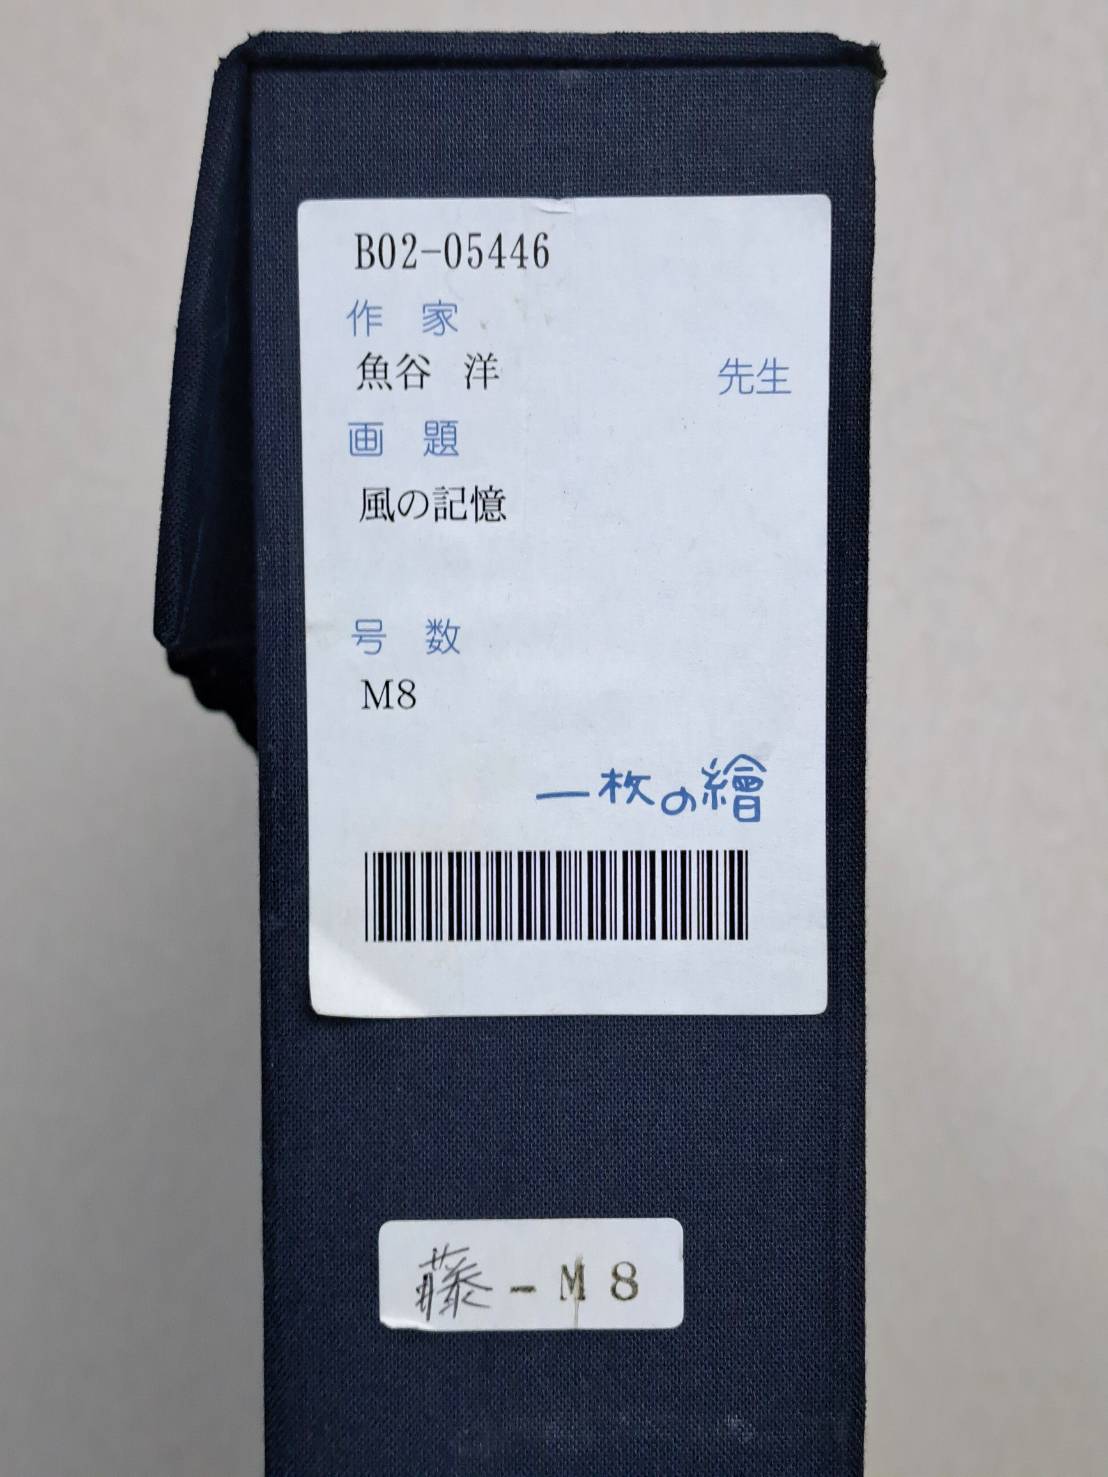 B02-05446
作 家
魚谷 洋 先生
画 題
風の記憶
号 数
M8
一枚の繪
藤-M8